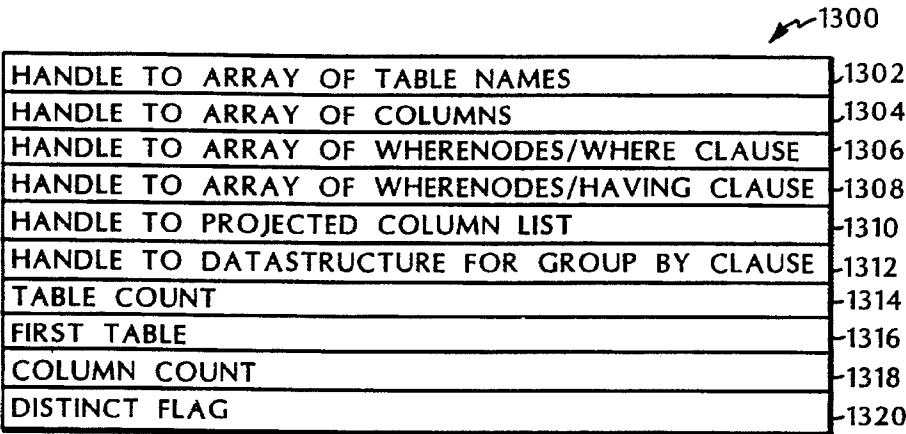 1300
HANDLE TO ARRAY OF TABLE NAMES 1302
HANDLE TO ARRAY OF COLUMNS 1304
HANDLE TO ARRAY OF WHERENODES/WHERE CLAUSE 1306
HANDLE TO ARRAY OF WHERENODES/HAVING CLAUSE 1308
HANDLE TO PROJECTED COLUMN LIST 1310
HANDLE TO DATASTRUCTURE FOR GROUP BY CLAUSE 1312
TABLE COUNT 1314
FIRST TABLE 1316
COLUMN COUNT 1318
DISTINCT FLAG 1320